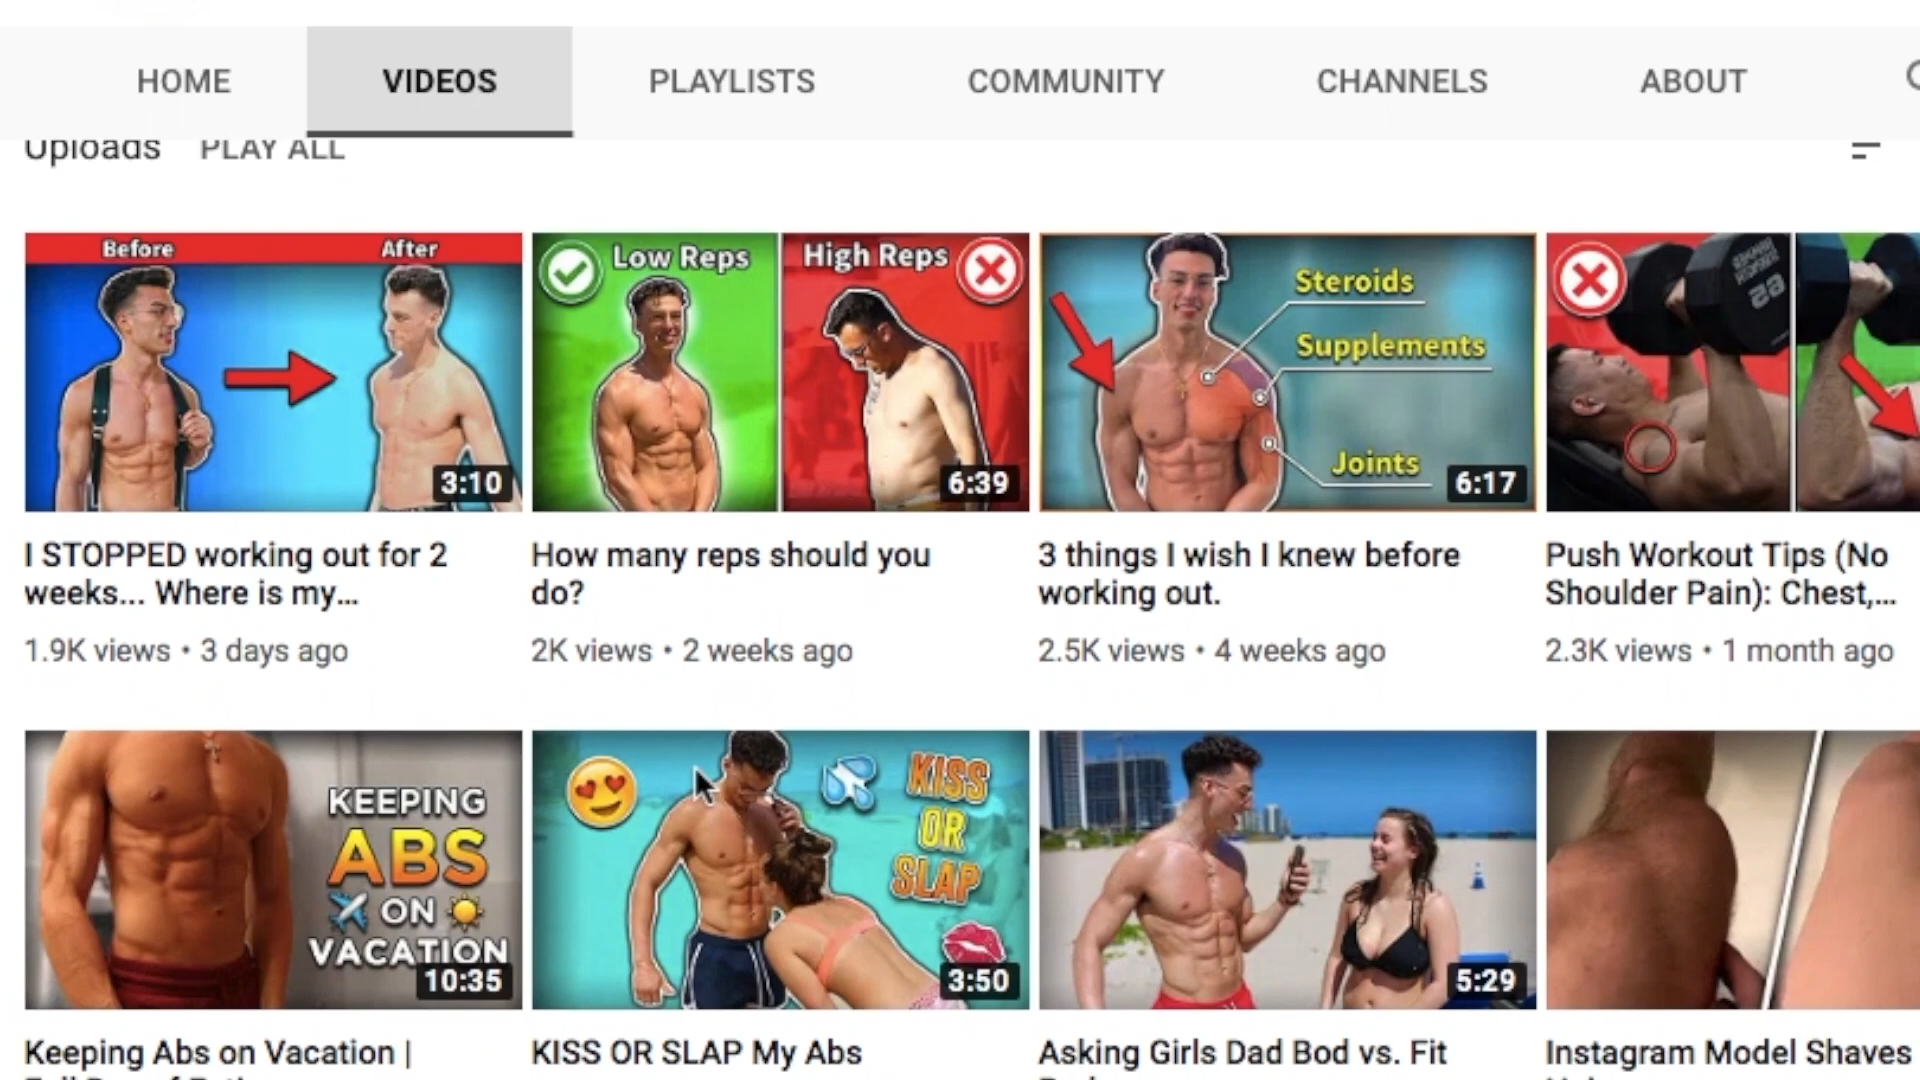 HOME VIDEOS PLAYLISTS COMMUNITY CHANNELS ABOUT
Uploads PLAY ALL
Before After
3:10
Low Reps High Reps
6:39
Steroids
Supplements
Joints
6:17
65
I STOPPED working out for 2
weeks... Where is my...
1.9K views • 3 days ago
How many reps should you
do?
2K views • 2 weeks ago
3 things I wish I knew before
working out.
2.5K views • 4 weeks ago
Push Workout Tips (No
Shoulder Pain): Chest,...
2.3K views • 1 month ago
KEEPING
ABS
ON
VACATION
10:35
KISS
OR
SLAP
3:50
5:29
Keeping Abs on Vacation |
KISS OR SLAP My Abs
Asking Girls Dad Bod vs. Fit
Instagram Model Shaves